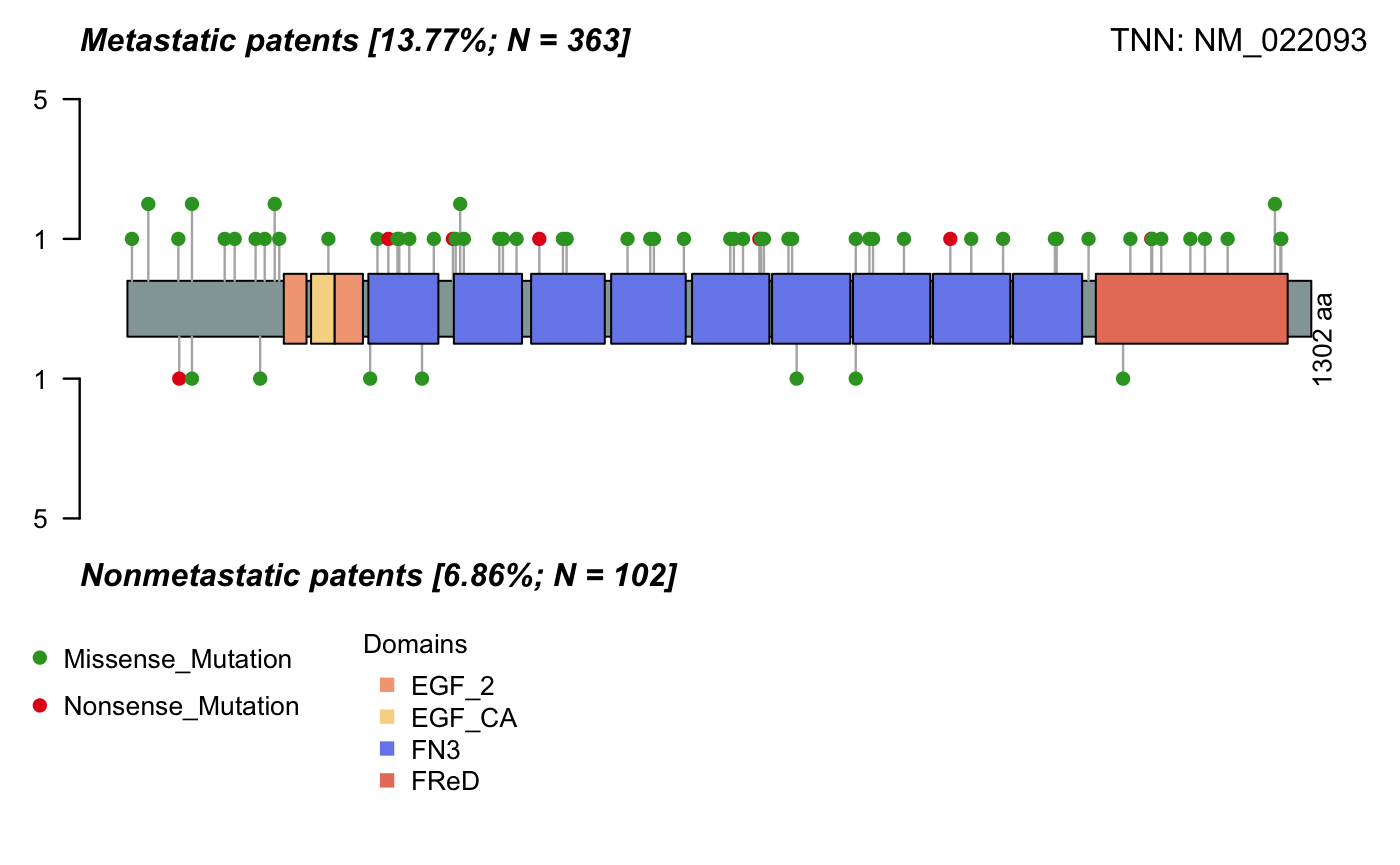 Metastatic patents [13.77%; N = 363]
TNN: NM_022093
5
1
1302 aa
1
5
Nonmetastatic patents [6.86%; N = 102]
Missense_Mutation
Nonsense_Mutation
Domains
EGF_2
EGF_CA
FN3
FReD